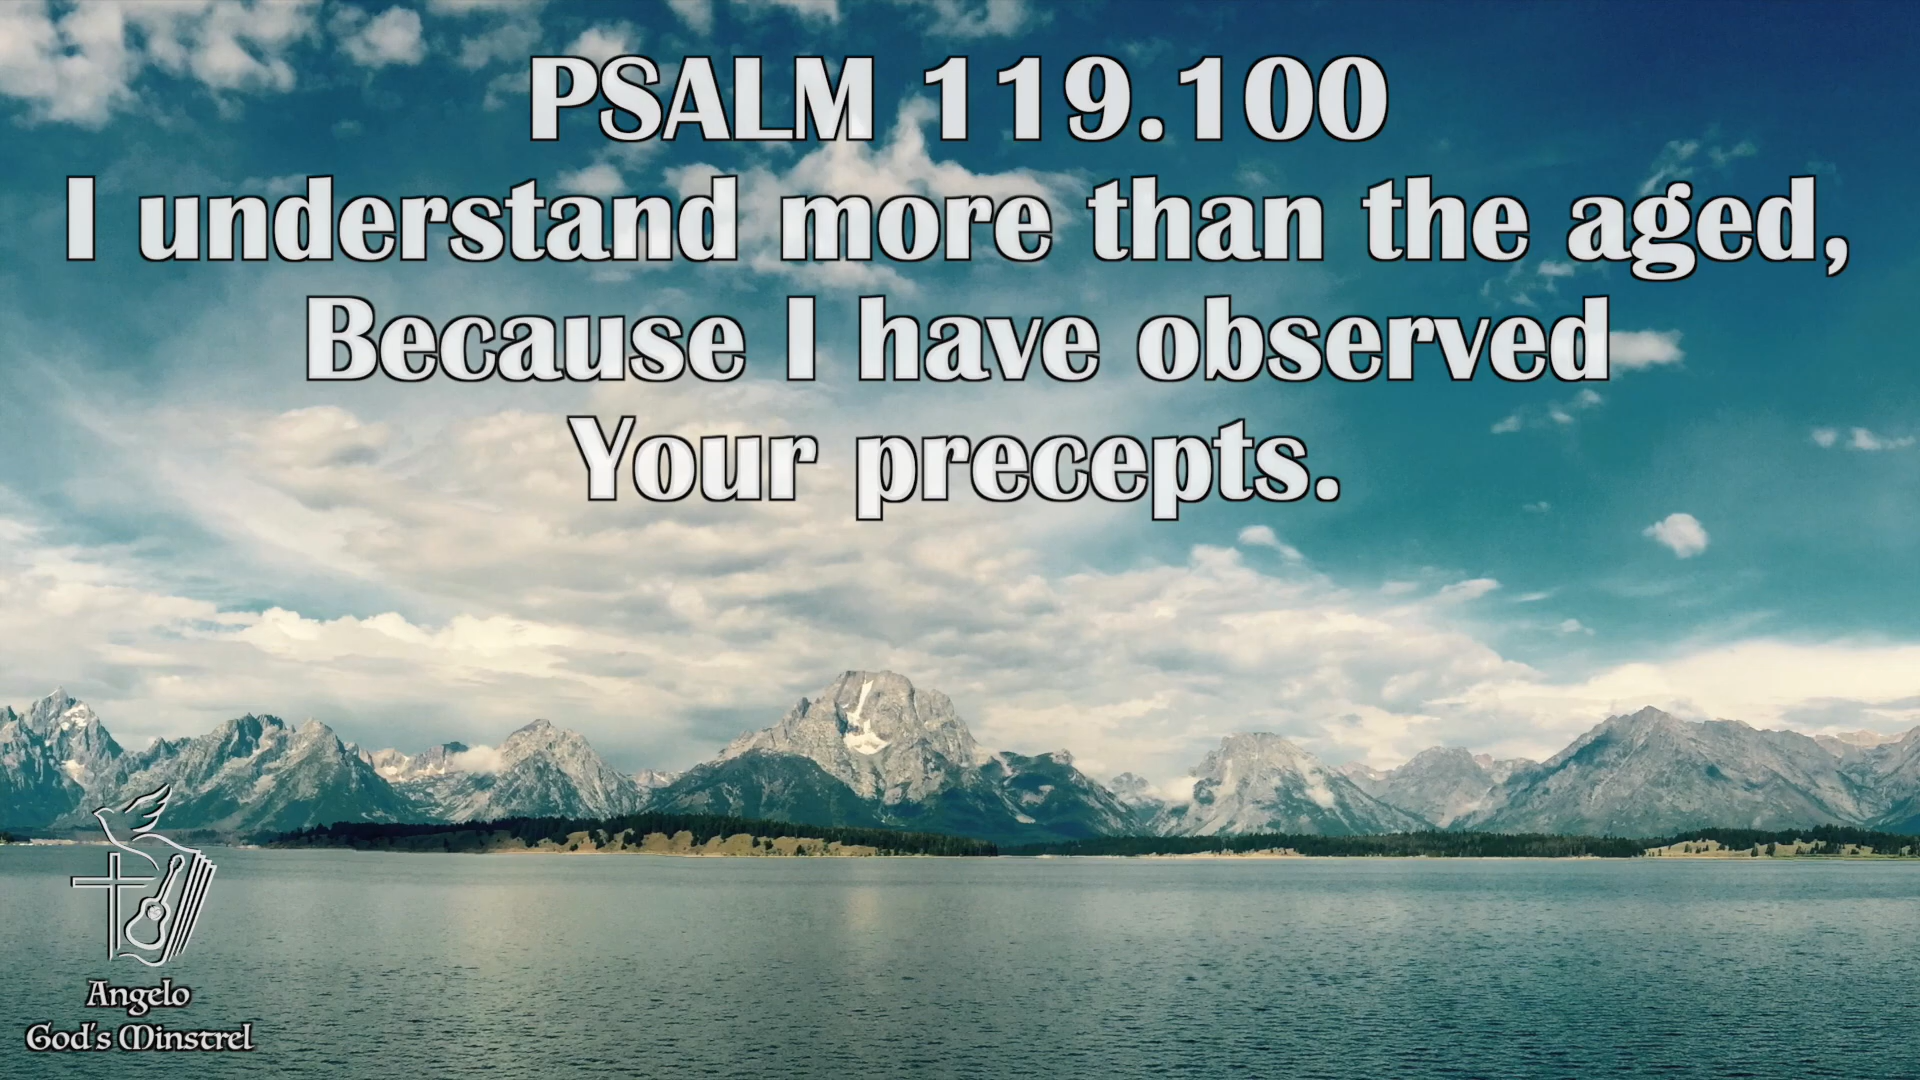 PSALM 119.100
I understand more than the aged,
Because I have observed
Your precepts.
Angelo
God's Minstrel